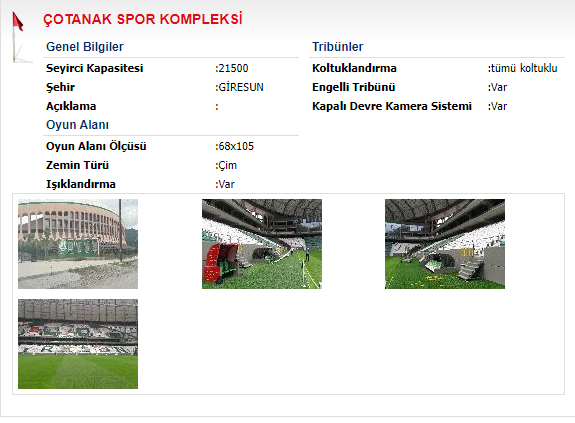 ÇOTANAK SPOR KOMPLEKSİ
Genel Bilgiler
Seyirci Kapasitesi :21500
Şehir :GİRESUN
Açıklama :
Oyun Alanı
Oyun Alanı Ölçüsü :68x105
Zemin Türü :Çim
Işıklandırma :Var
Tribünler
Koltuklandırma :tümü koltuklu
Engelli Tribünü :Var
Kapalı Devre Kamera Sistemi :Var